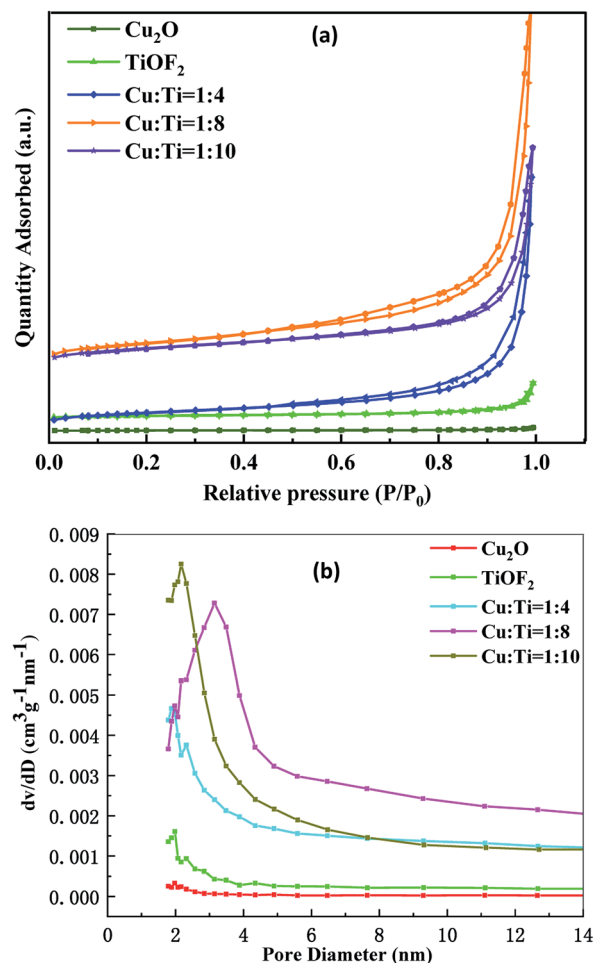 (a)
Cu₂O
TiOF₂
Cu:Ti=1:4
Cu:Ti=1:8
Cu:Ti=1:10
Quantity Adsorbed (a.u.)
0.0 0.2 0.4 0.6 0.8 1.0
Relative pressure (P/P₀)
(b)
Cu₂O
TiOF₂
Cu:Ti=1:4
Cu:Ti=1:8
Cu:Ti=1:10
0.009
0.008
0.007
0.006
0.005
0.004
0.003
0.002
0.001
0.000
dv/dD (cm³g⁻¹nm⁻¹)
0 2 4 6 8 10 12 14
Pore Diameter (nm)